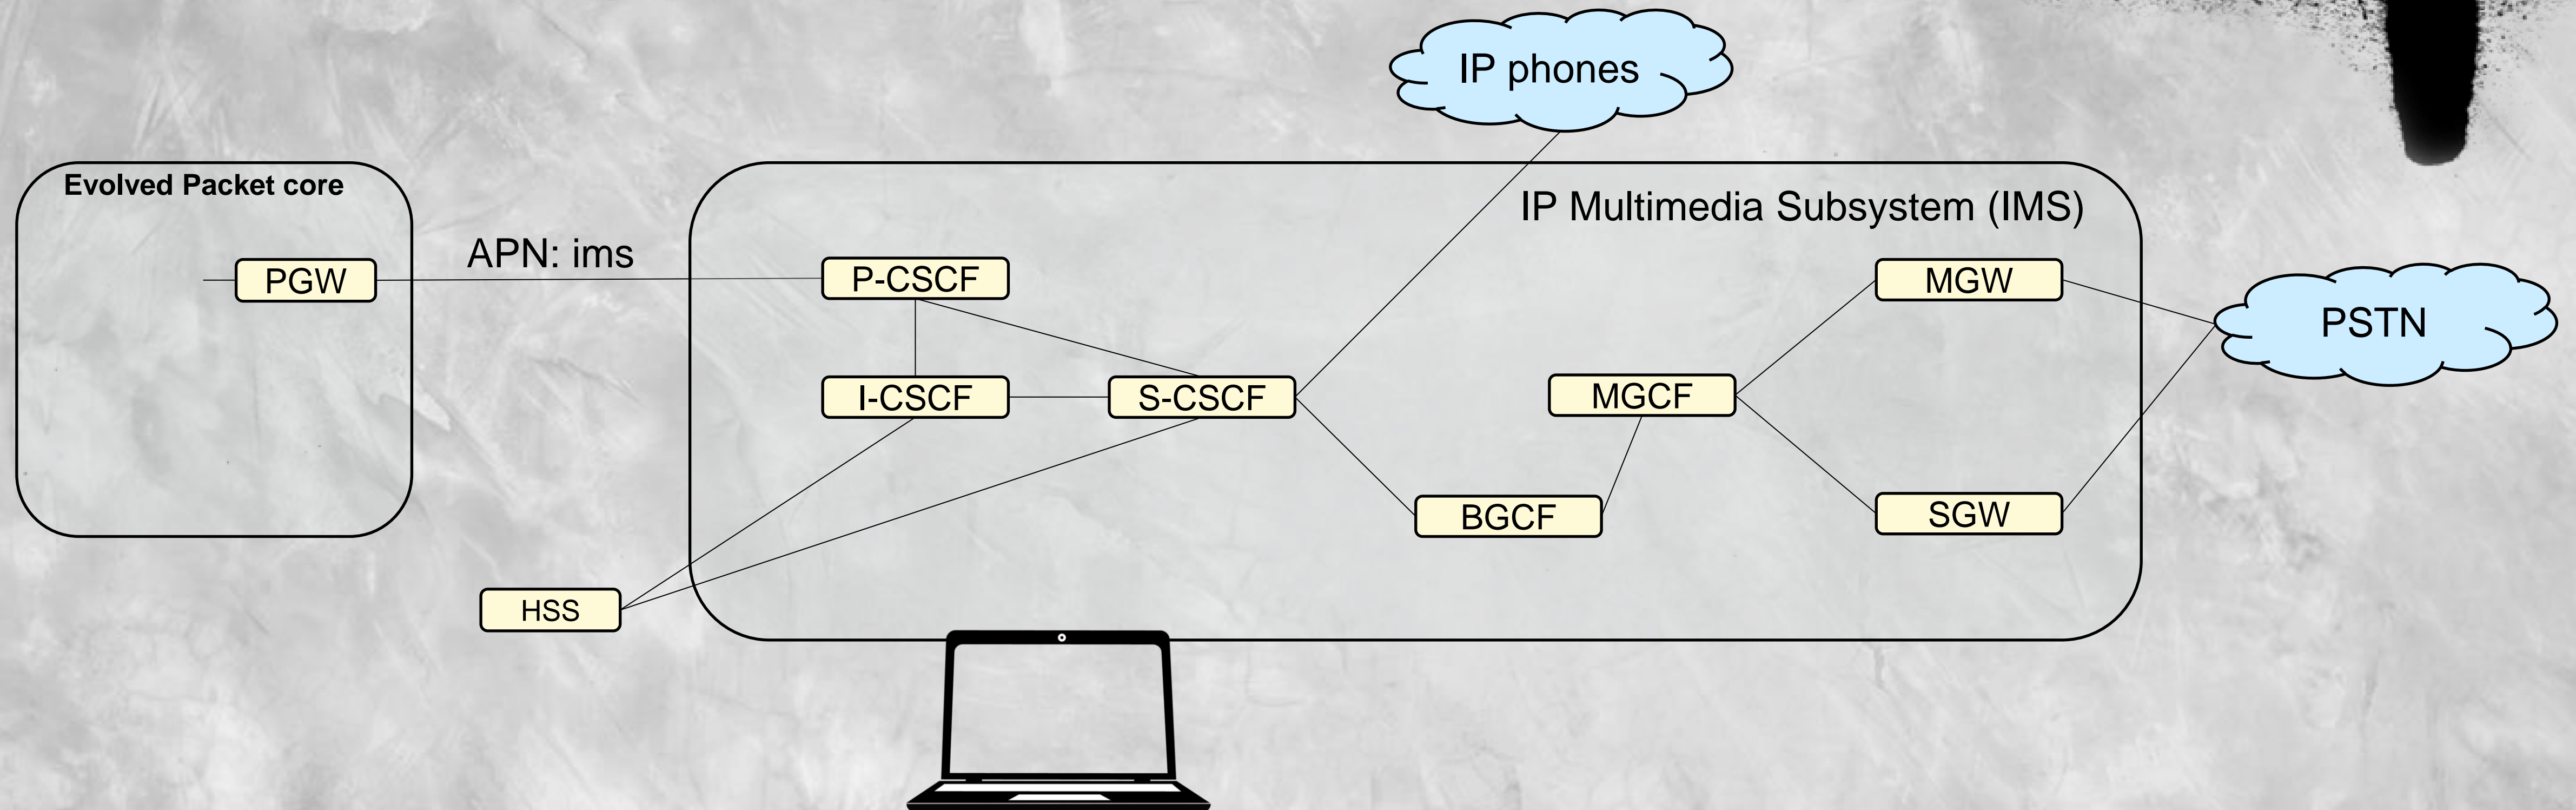 IP phones
Evolved Packet core
IP Multimedia Subsystem (IMS)
APN: ims
PGW
P-CSCF
MGW
PSTN
I-CSCF
S-CSCF
MGCF
BGCF
SGW
HSS